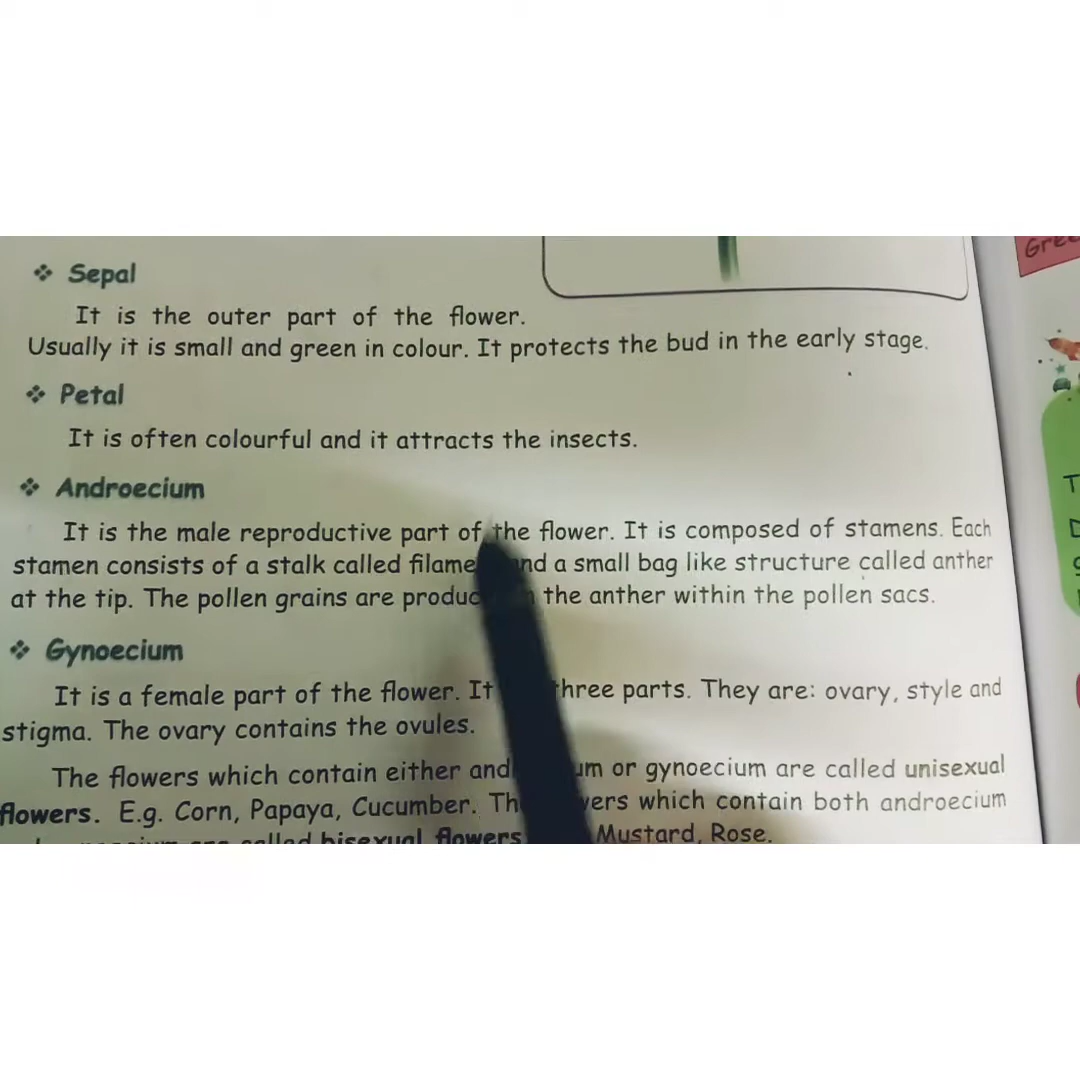 ❖ Sepal
It is the outer part of the flower.
Usually it is small and green in colour. It protects the bud in the early stage.
❖ Petal
It is often colourful and it attracts the insects.
❖ Androecium
It is the male reproductive part of the flower. It is composed of stamens. Each
stamen consists of a stalk called and a small bag like structure called anther
at the tip. The pollen grains are the anther within the pollen sacs.
❖ Gynoecium
It is a female part of the flower. It three parts. They are: ovary, style and
stigma. The ovary contains the ovules.
The flowers which contain either or gynoecium are called unisexual
flowers. E.g. Corn, Papaya, Cucumber. which contain both androecium
called bisexual flowers Mustard, Rose.